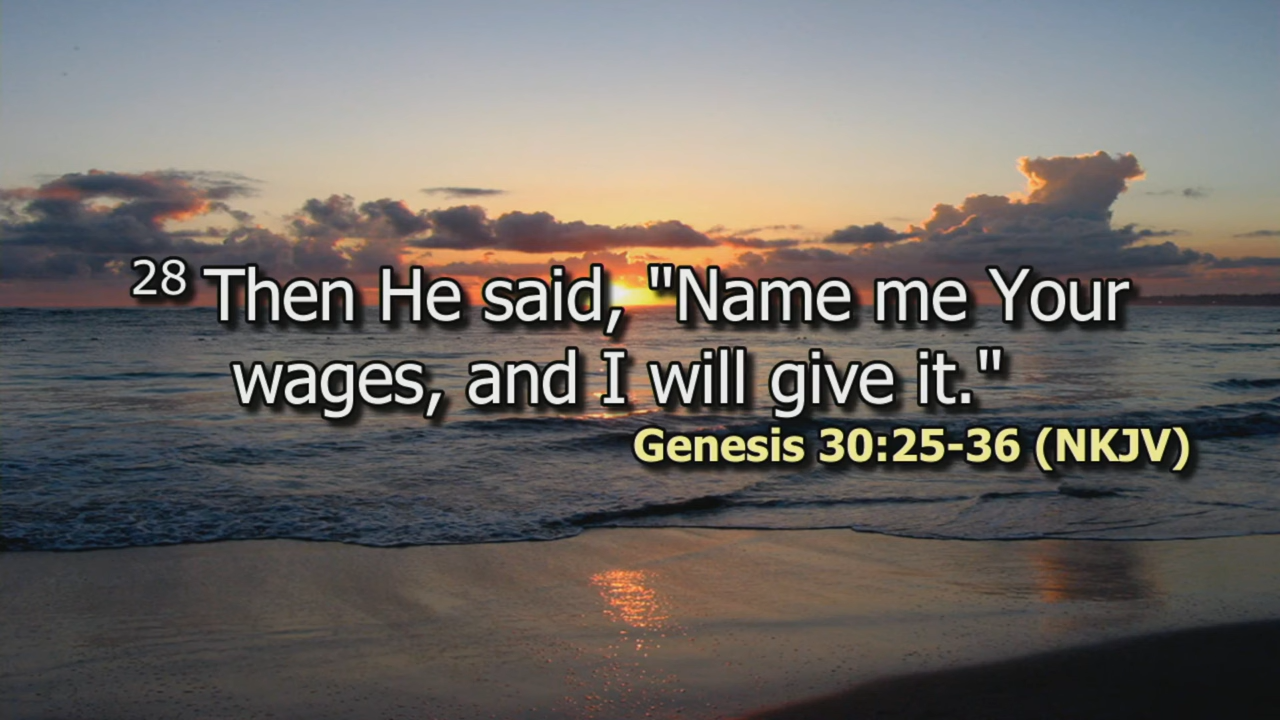 28 Then He said, "Name me Your
wages, and I will give it."
Genesis 30:25-36 (NKJV)